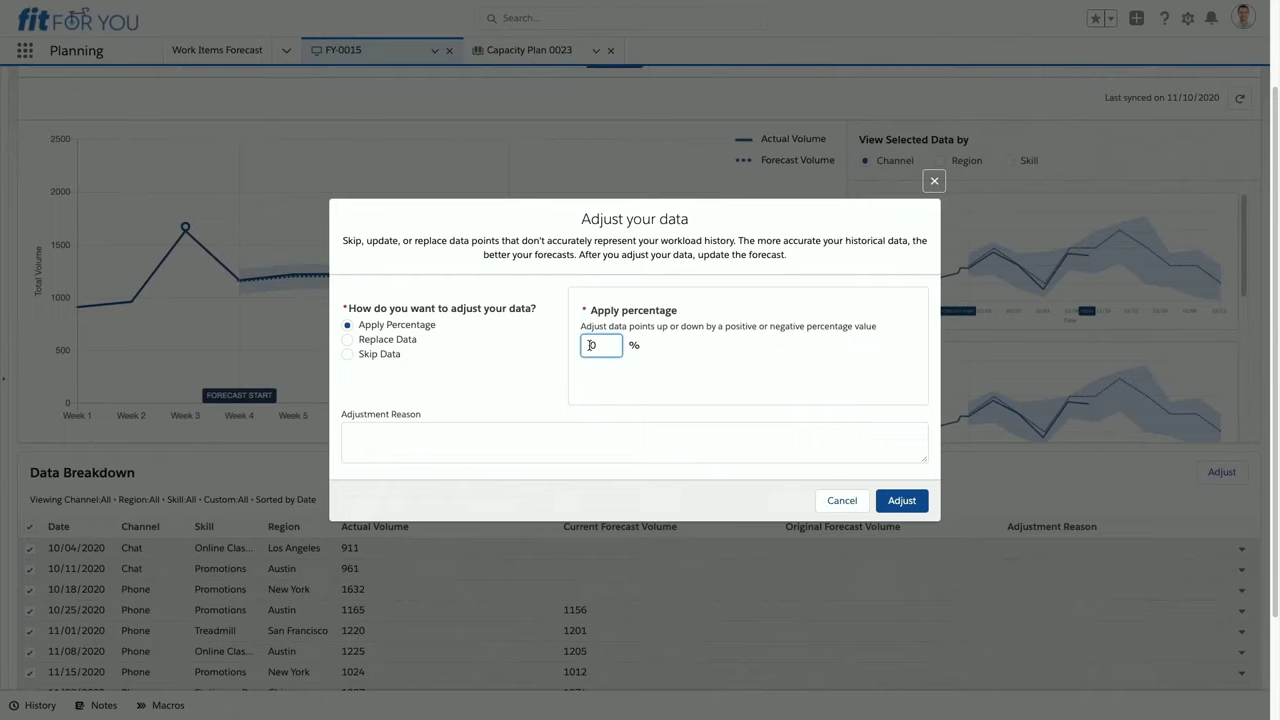 fit FOR YOU
Search...
Planning
Work Items Forecast
FY-0015
Capacity Plan 0023
Last synced on 11/10/2020
2500
2000
1500
1000
500
0
Total Volume
Actual Volume
Forecast Volume
FORECAST START
Week 1 Week 2 Week 3 Week 4 Week 5
View Selected Data by
Channel Region Skill
Adjust your data
Skip, update, or replace data points that don't accurately represent your workload history. The more accurate your historical data, the
better your forecasts. After you adjust your data, update the forecast.
*How do you want to adjust your data?
Apply Percentage
Replace Data
Skip Data
* Apply percentage
Adjust data points up or down by a positive or negative percentage value
0 %
Adjustment Reason
Cancel Adjust
Data Breakdown
Adjust
Viewing Channel:All • Region:All • Skill:All • Custom:All • Sorted by Date
Date Channel Skill Region Actual Volume Current Forecast Volume Original Forecast Volume Adjustment Reason
10/04/2020 Chat Online Clas... Los Angeles 911
10/11/2020 Chat Promotions Austin 961
10/18/2020 Phone Promotions New York 1632
10/25/2020 Phone Promotions Austin 1165 1156
11/01/2020 Phone Treadmill San Francisco 1220 1201
11/08/2020 Phone Online Clas... Austin 1225 1205
11/15/2020 Phone Promotions New York 1024 1012
History Notes Macros